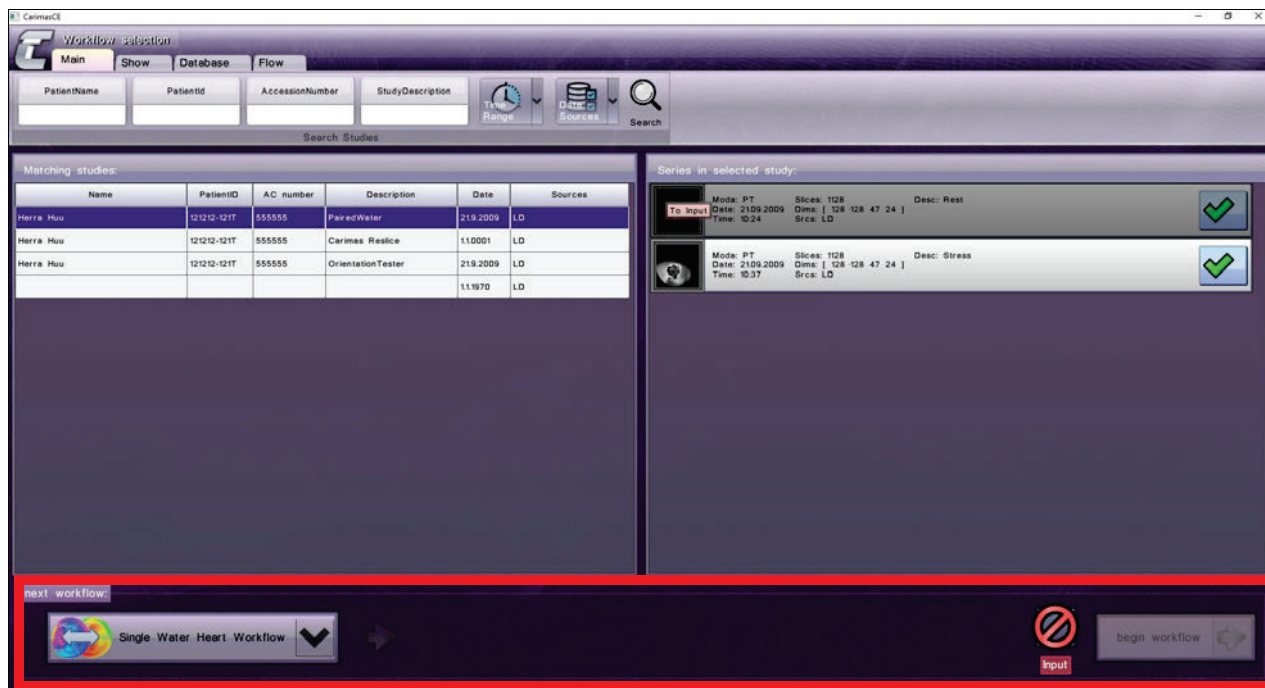 CarimasCE
Workflow selection
Main Show Database Flow
PatientName PatientId AccessionNumber StudyDescription
Time Range
Data Sources
Search
Search Studies
Matching studies:
Name PatientID AC number Description Date Sources
Herra Huu 121212-121T 555555 PairedWater 21.9.2009 LD
Herra Huu 121212-121T 555555 Carimas Reslice 1.1.0001 LD
Herra Huu 121212-121T 555555 OrientationTester 21.9.2009 LD
1.1.1970 LD
Series in selected study:
To Input
Moda: PT Slices: 1128 Desc: Rest
Date: 21.09.2009 Dims: [ 128 128 47 24 ]
Time: 10:24 Srcs: LD
Moda: PT Slices: 1128 Desc: Stress
Date: 21.09.2009 Dims: [ 128 128 47 24 ]
Time: 10:37 Srcs: LD
next workflow:
Single Water Heart Workflow
Input
begin workflow